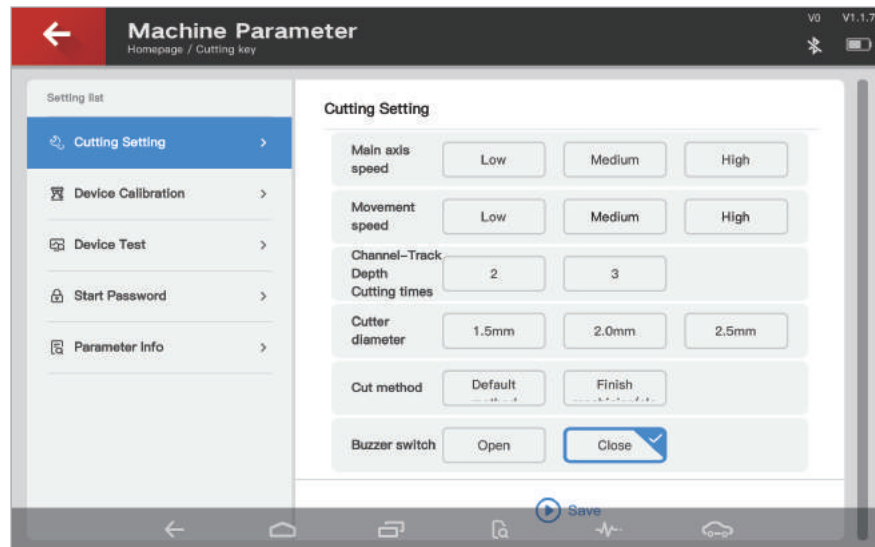 Machine Parameter
Homepage / Cutting key
V0 V1.1.7
Setting list
Cutting Setting
Device Calibration
Device Test
Start Password
Parameter Info
Cutting Setting
Main axis
speed
Low Medium High
Movement
speed
Low Medium High
Channel-Track
Depth
Cutting times
2 3
Cutter
diameter
1.5mm 2.0mm 2.5mm
Cut method
Default
Finish
Buzzer switch
Open Close
Save